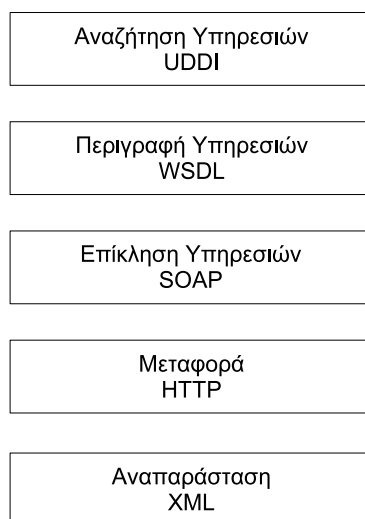 Αναζήτηση Υπηρεσιών
UDDI
Περιγραφή Υπηρεσιών
WSDL
Επίκληση Υπηρεσιών
SOAP
Μεταφορά
HTTP
Αναπαράσταση
XML